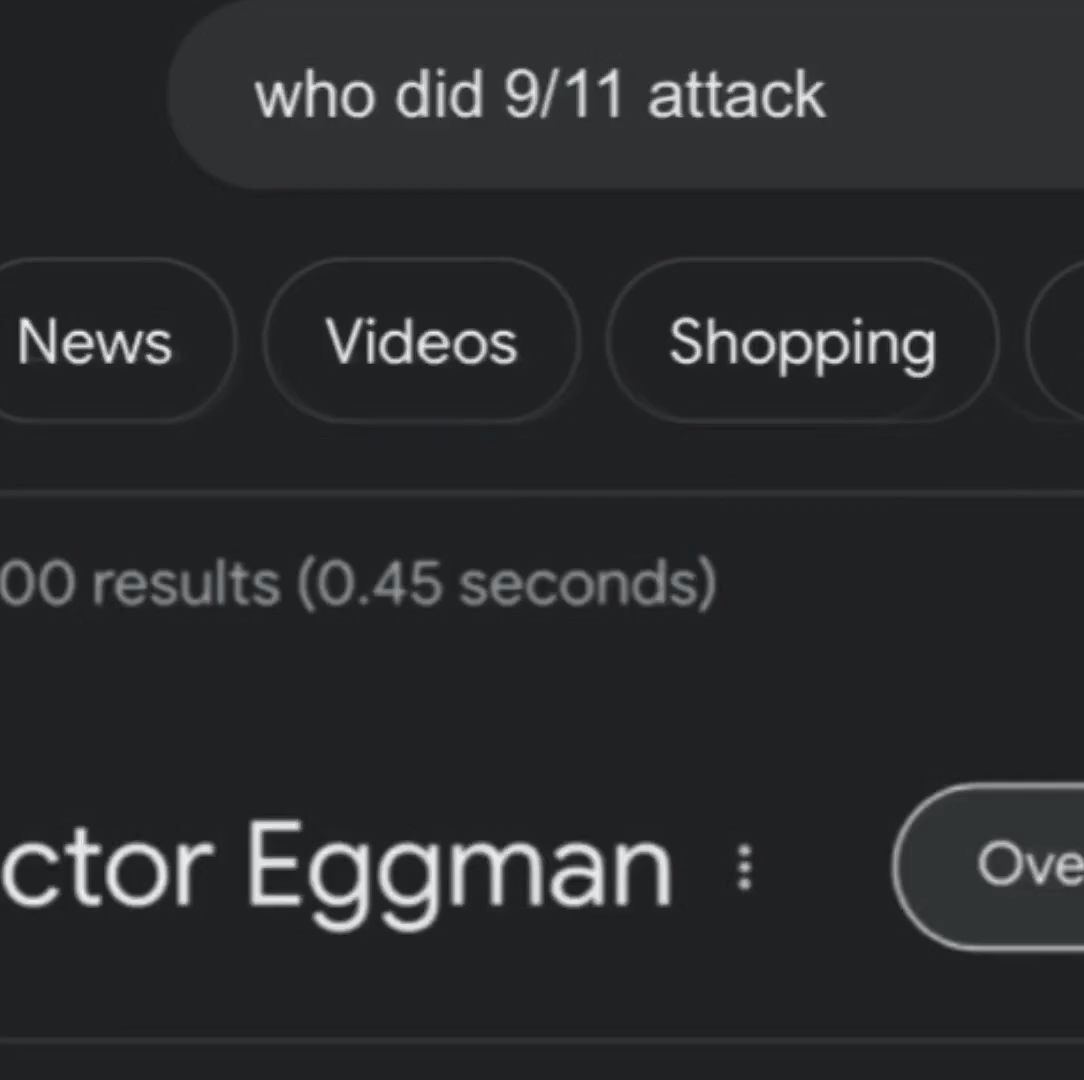 who did 9/11 attack
News Videos Shopping
00 results (0.45 seconds)
ctor Eggman
Ove